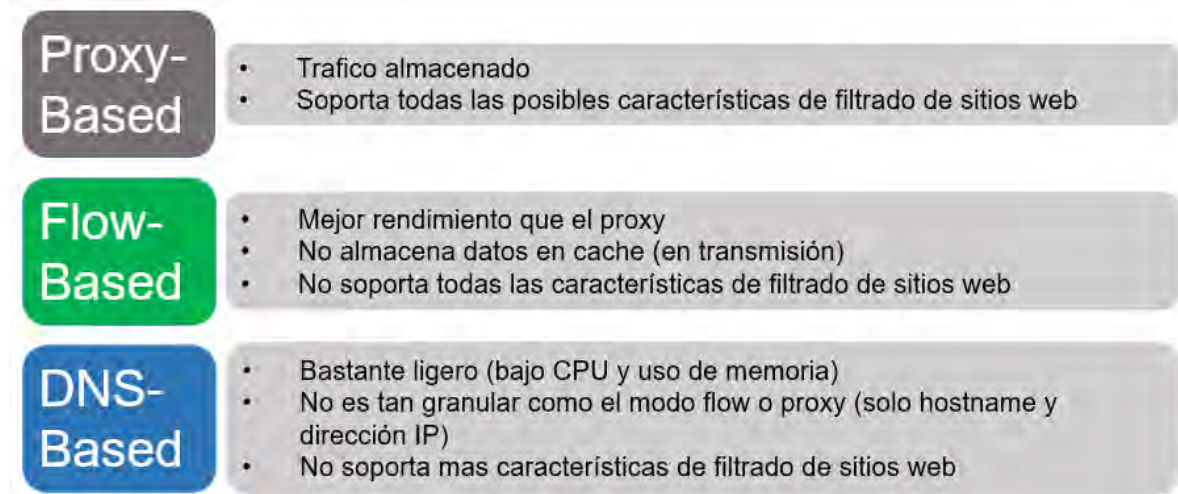 Proxy-
Based
• Trafico almacenado
• Soporta todas las posibles características de filtrado de sitios web
Flow-
Based
• Mejor rendimiento que el proxy
• No almacena datos en cache (en transmisión)
• No soporta todas las características de filtrado de sitios web
DNS-
Based
• Bastante ligero (bajo CPU y uso de memoria)
• No es tan granular como el modo flow o proxy (solo hostname y
dirección IP)
• No soporta mas características de filtrado de sitios web